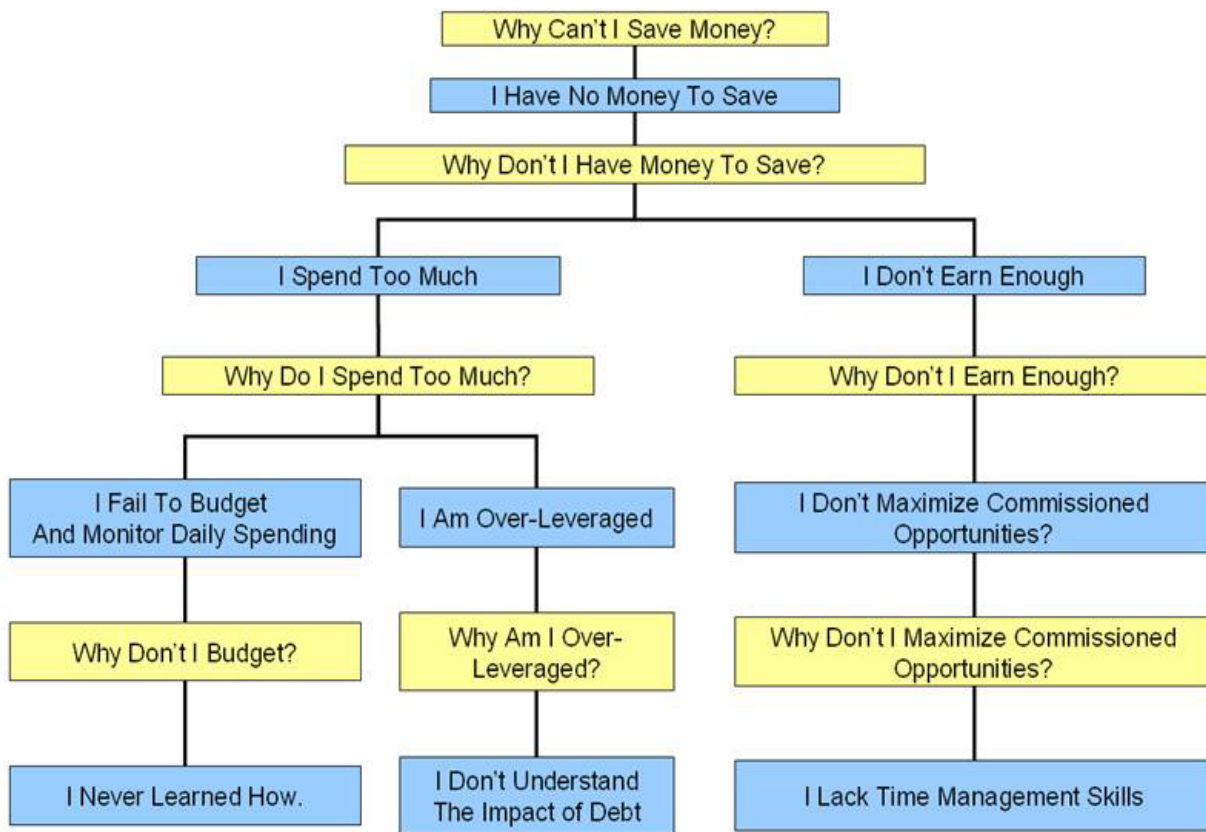 Why Can't I Save Money?
I Have No Money To Save
Why Don't I Have Money To Save?
I Spend Too Much
I Don't Earn Enough
Why Do I Spend Too Much?
Why Don't I Earn Enough?
I Fail To Budget
And Monitor Daily Spending
I Am Over-Leveraged
I Don't Maximize Commissioned
Opportunities?
Why Don't I Budget?
Why Am I Over-
Leveraged?
Why Don't I Maximize Commissioned
Opportunities?
I Never Learned How.
I Don't Understand
The Impact of Debt
I Lack Time Management Skills